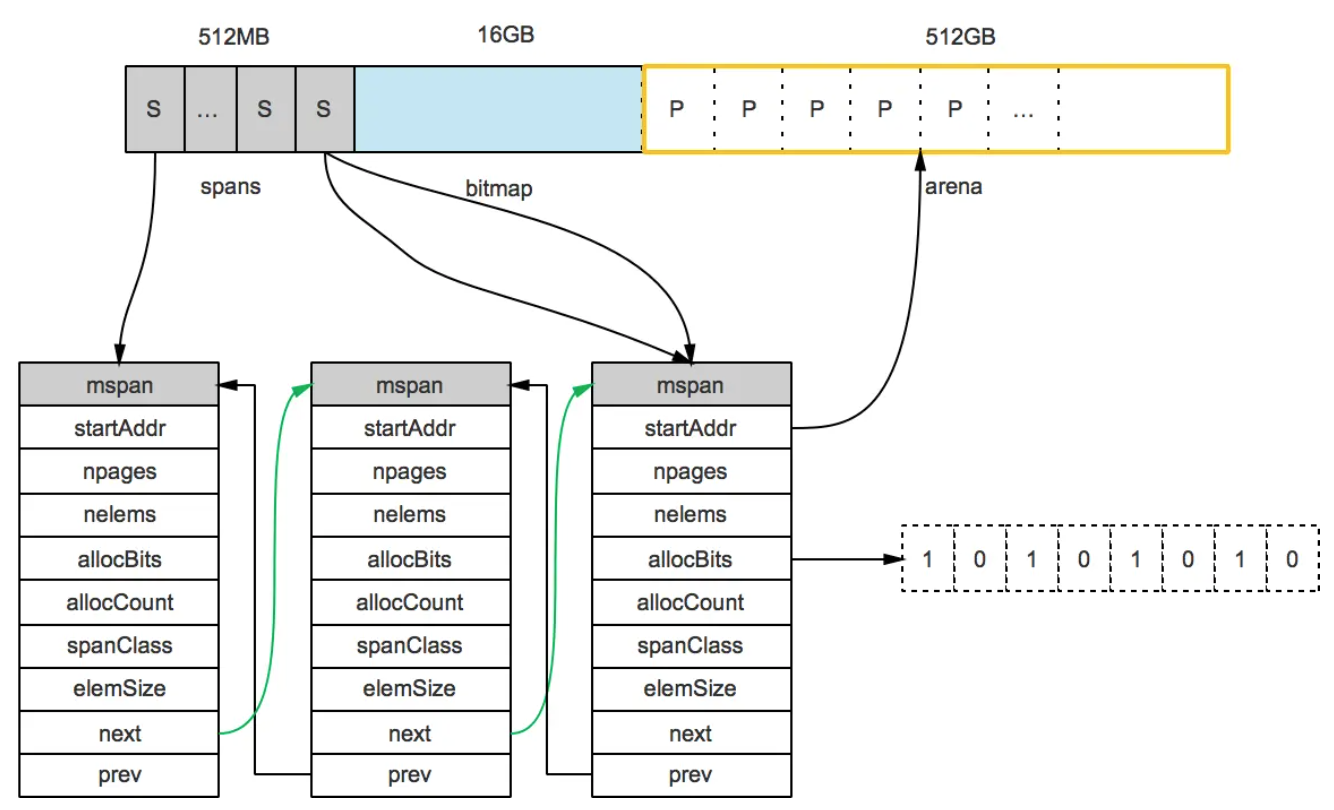 512MB 16GB 512GB
S ... S S P P P P P ...
spans bitmap arena
mspan mspan mspan
startAddr startAddr startAddr
npages npages npages
nelems nelems nelems
allocBits allocBits allocBits 1 0 1 0 1 0 1 0
allocCount allocCount allocCount
spanClass spanClass spanClass
elemSize elemSize elemSize
next next next
prev prev prev